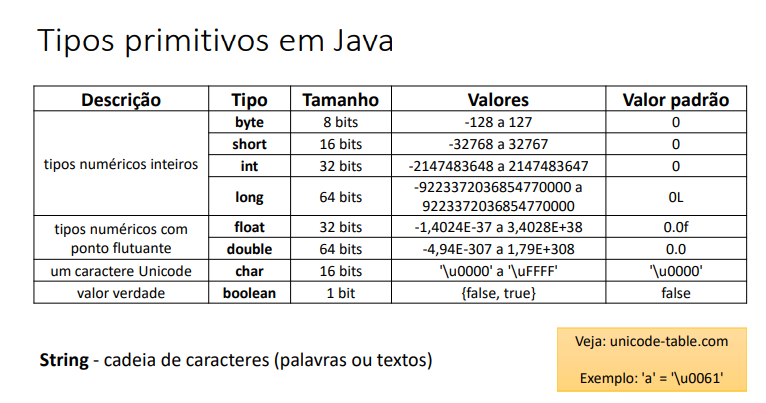 Tipos primitivos em Java
Descrição Tipo Tamanho Valores Valor padrão
tipos numéricos inteiros
byte 8 bits -128 a 127 0
short 16 bits -32768 a 32767 0
int 32 bits -2147483648 a 2147483647 0
long 64 bits -9223372036854770000 a
9223372036854770000 0L
tipos numéricos com
ponto flutuante
float 32 bits -1,4024E-37 a 3,4028E+38 0.0f
double 64 bits -4,94E-307 a 1,79E+308 0.0
um caractere Unicode char 16 bits '\u0000' a '\uFFFF' '\u0000'
valor verdade boolean 1 bit {false, true} false
String - cadeia de caracteres (palavras ou textos)
Veja: unicode-table.com
Exemplo: 'a' = '\u0061'